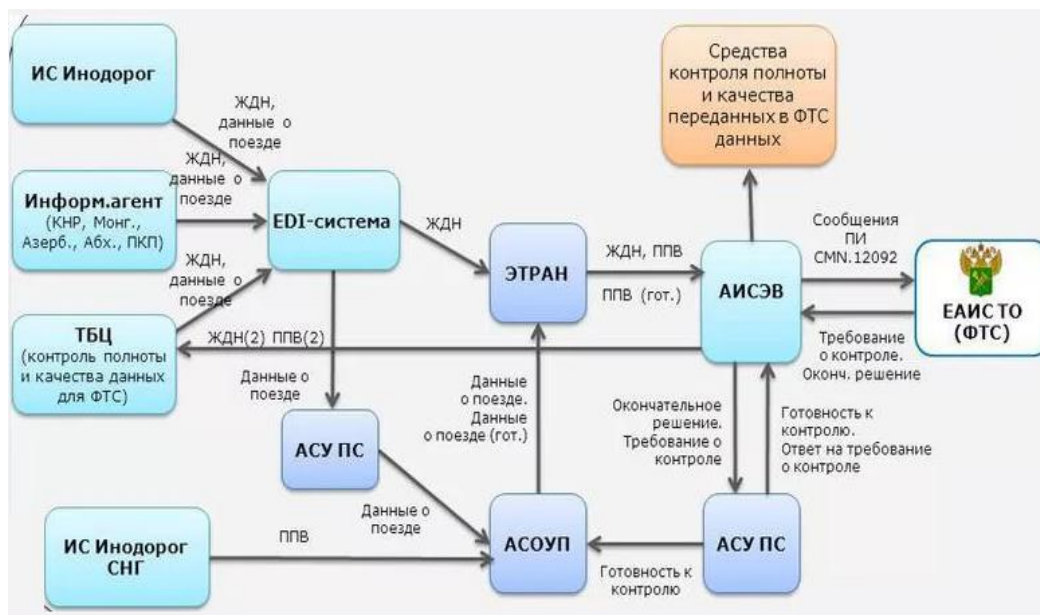 ИС Инодорог
ЖДН,
данные о
поезде
Средства
контроля полноты
и качества
переданных в ФТС
данных
Информ.агент
(КНР, Монг.,
Азерб., Абх., ПКП)
ЖДН,
данные о
поезде
EDI-система
ЖДН
ЭТРАН
ЖДН, ППВ
ППВ (гот.)
АИСЭВ
Сообщения
ПИ
CMN.12092
ЕАИС ТО
(ФТС)
Требование
о контроле.
Оконч. решение
ЖДН,
данные о
поезде
ТБЦ
(контроль полноты
и качества данных
для ФТС)
ЖДН(2) ППВ(2)
Данные о
поезде
Данные
о поезде.
Данные
о поезде (гот.)
Окончательное
решение.
Требование о
контроле
Готовность к
контролю.
Ответ на требование
о контроле
АСУ ПС
Данные о
поезде
ИС Инодорог
СНГ
ППВ
АСОУП
Готовность к
контролю
АСУ ПС